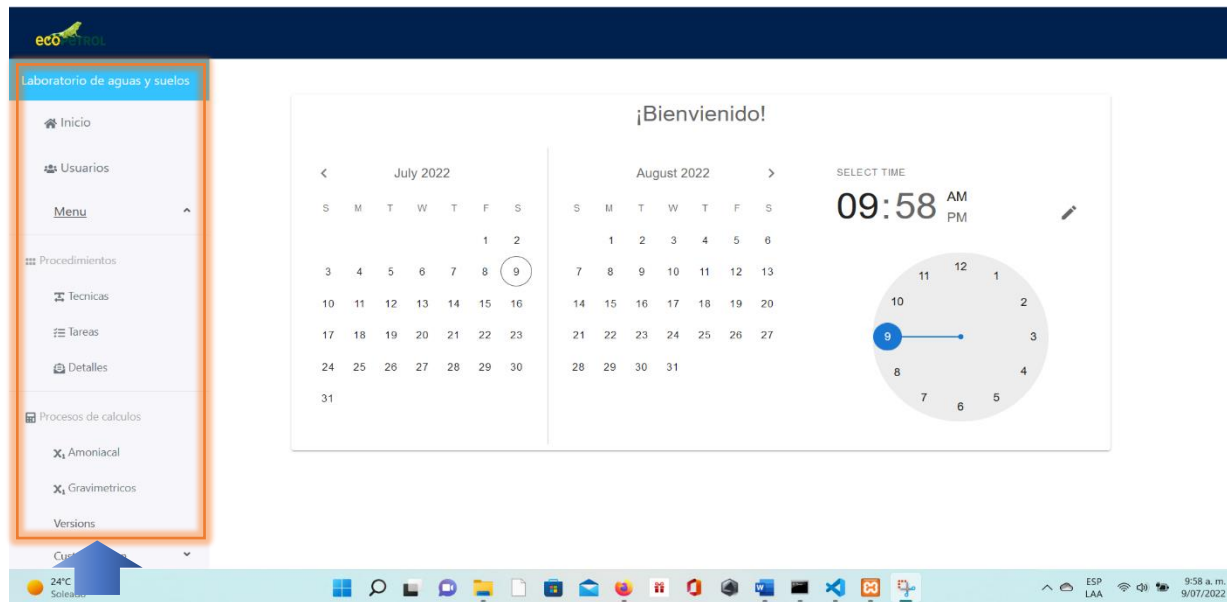 ecoPETROL
Laboratorio de aguas y suelos
Inicio
Usuarios
Menu
Procedimientos
Tecnicas
Tareas
Detalles
Procesos de calculos
X₁ Amoniacal
X₁ Gravimetricos
Versions
24°C
Soleado
¡Bienvienido!
July 2022
S M T W T F S
1 2
3 4 5 6 7 8 9
10 11 12 13 14 15 16
17 18 19 20 21 22 23
24 25 26 27 28 29 30
31
August 2022
S M T W T F S
1 2 3 4 5 6
7 8 9 10 11 12 13
14 15 16 17 18 19 20
21 22 23 24 25 26 27
28 29 30 31
SELECT TIME
09:58 AM
PM
12
1
2
3
4
5
6
7
8
9
10
11
ESP
LAA
9:58 a. m.
9/07/2022